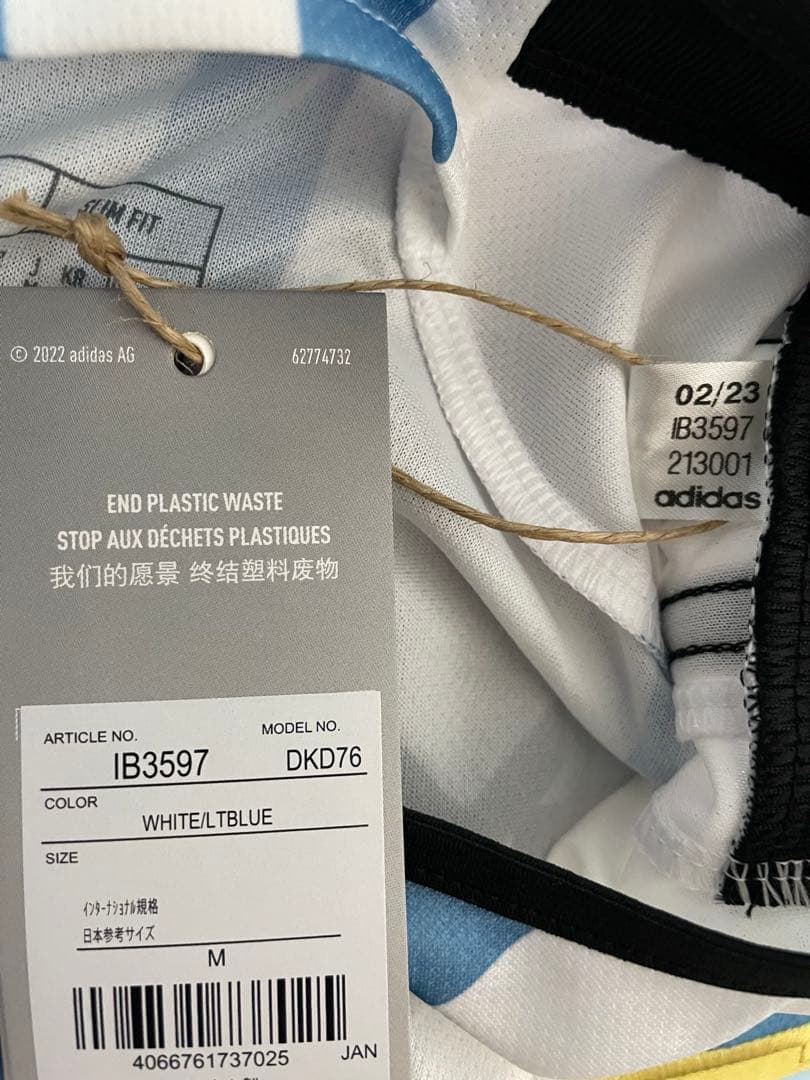 SLIM FIT
J
KR
© 2022 adidas AG
62774732
02/23
IB3597
213001
adidas
END PLASTIC WASTE
STOP AUX DÉCHETS PLASTIQUES
我们的愿景 终结塑料废物
ARTICLE NO.
MODEL NO.
IB3597
DKD76
COLOR
WHITE/LTBLUE
SIZE
インターナショナル規格
日本参考サイズ
M
4066761737025
JAN